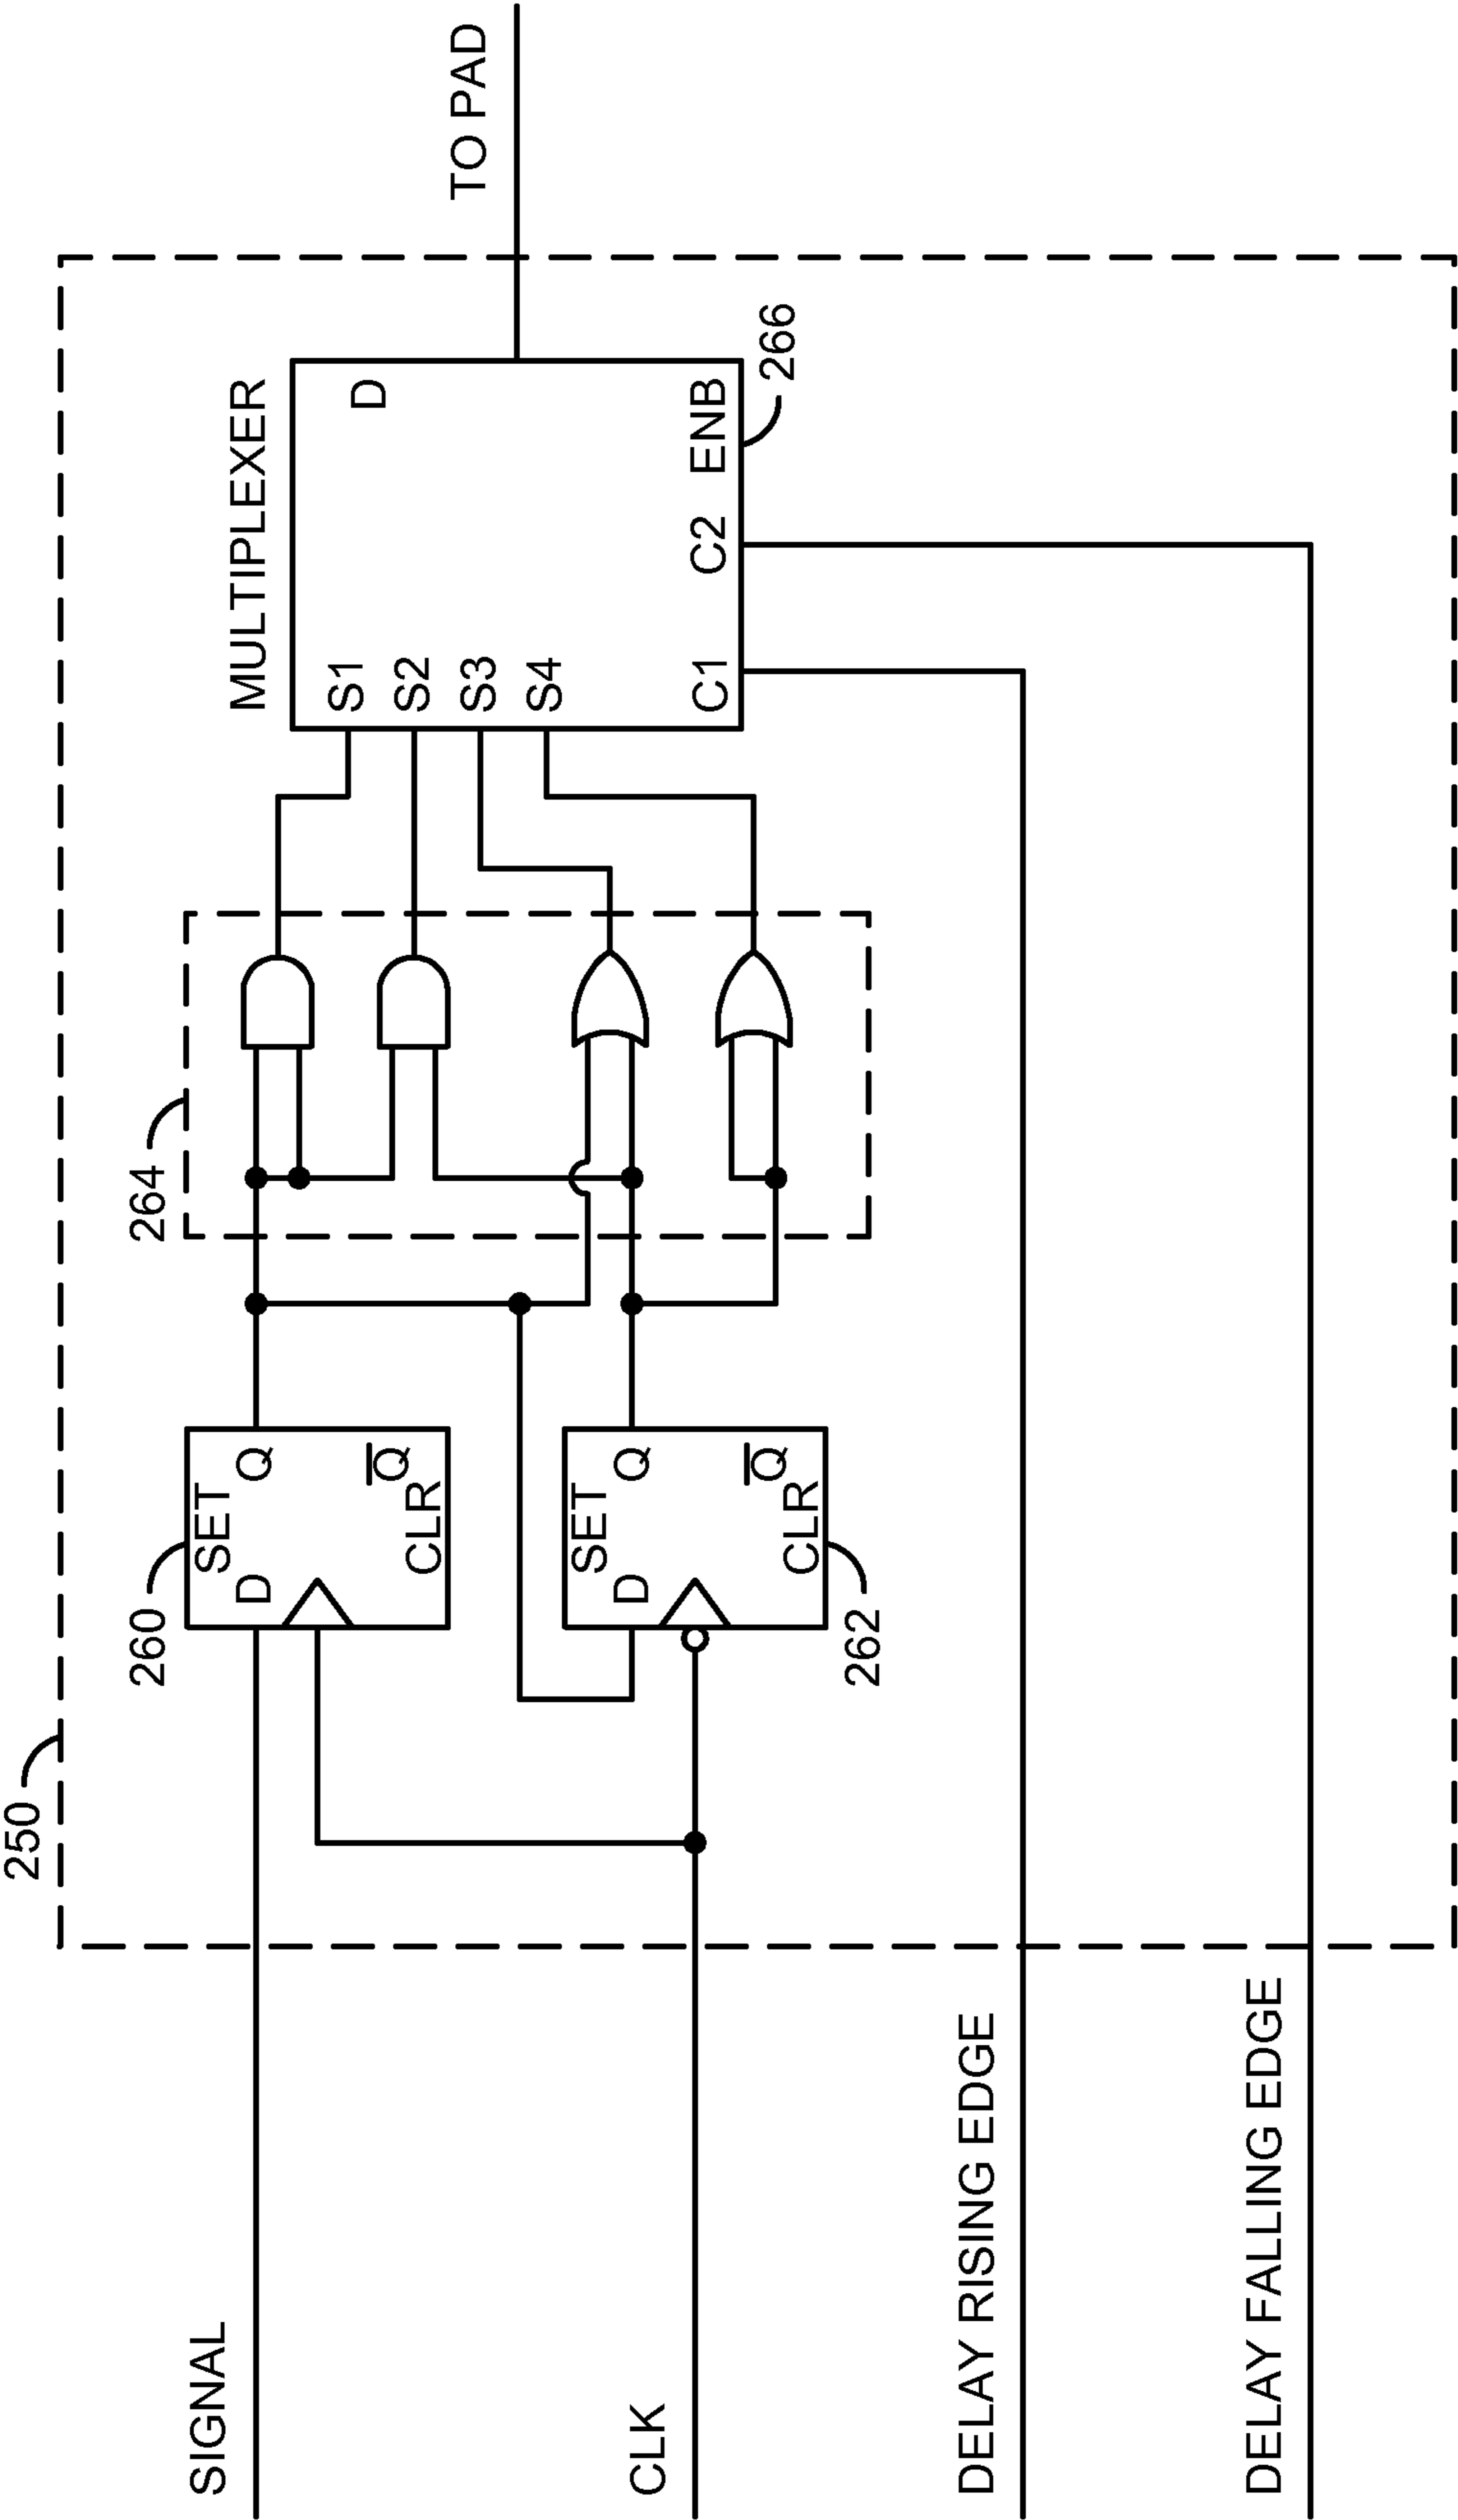 250
SIGNAL
CLK
DELAY RISING EDGE
DELAY FALLING EDGE
260
SET
D
Q
Q
CLR
SET
D
Q
Q
CLR
262
264
MULTIPLEXER
S1
S2
S3
S4
D
C1
C2
ENB
266
TO PAD